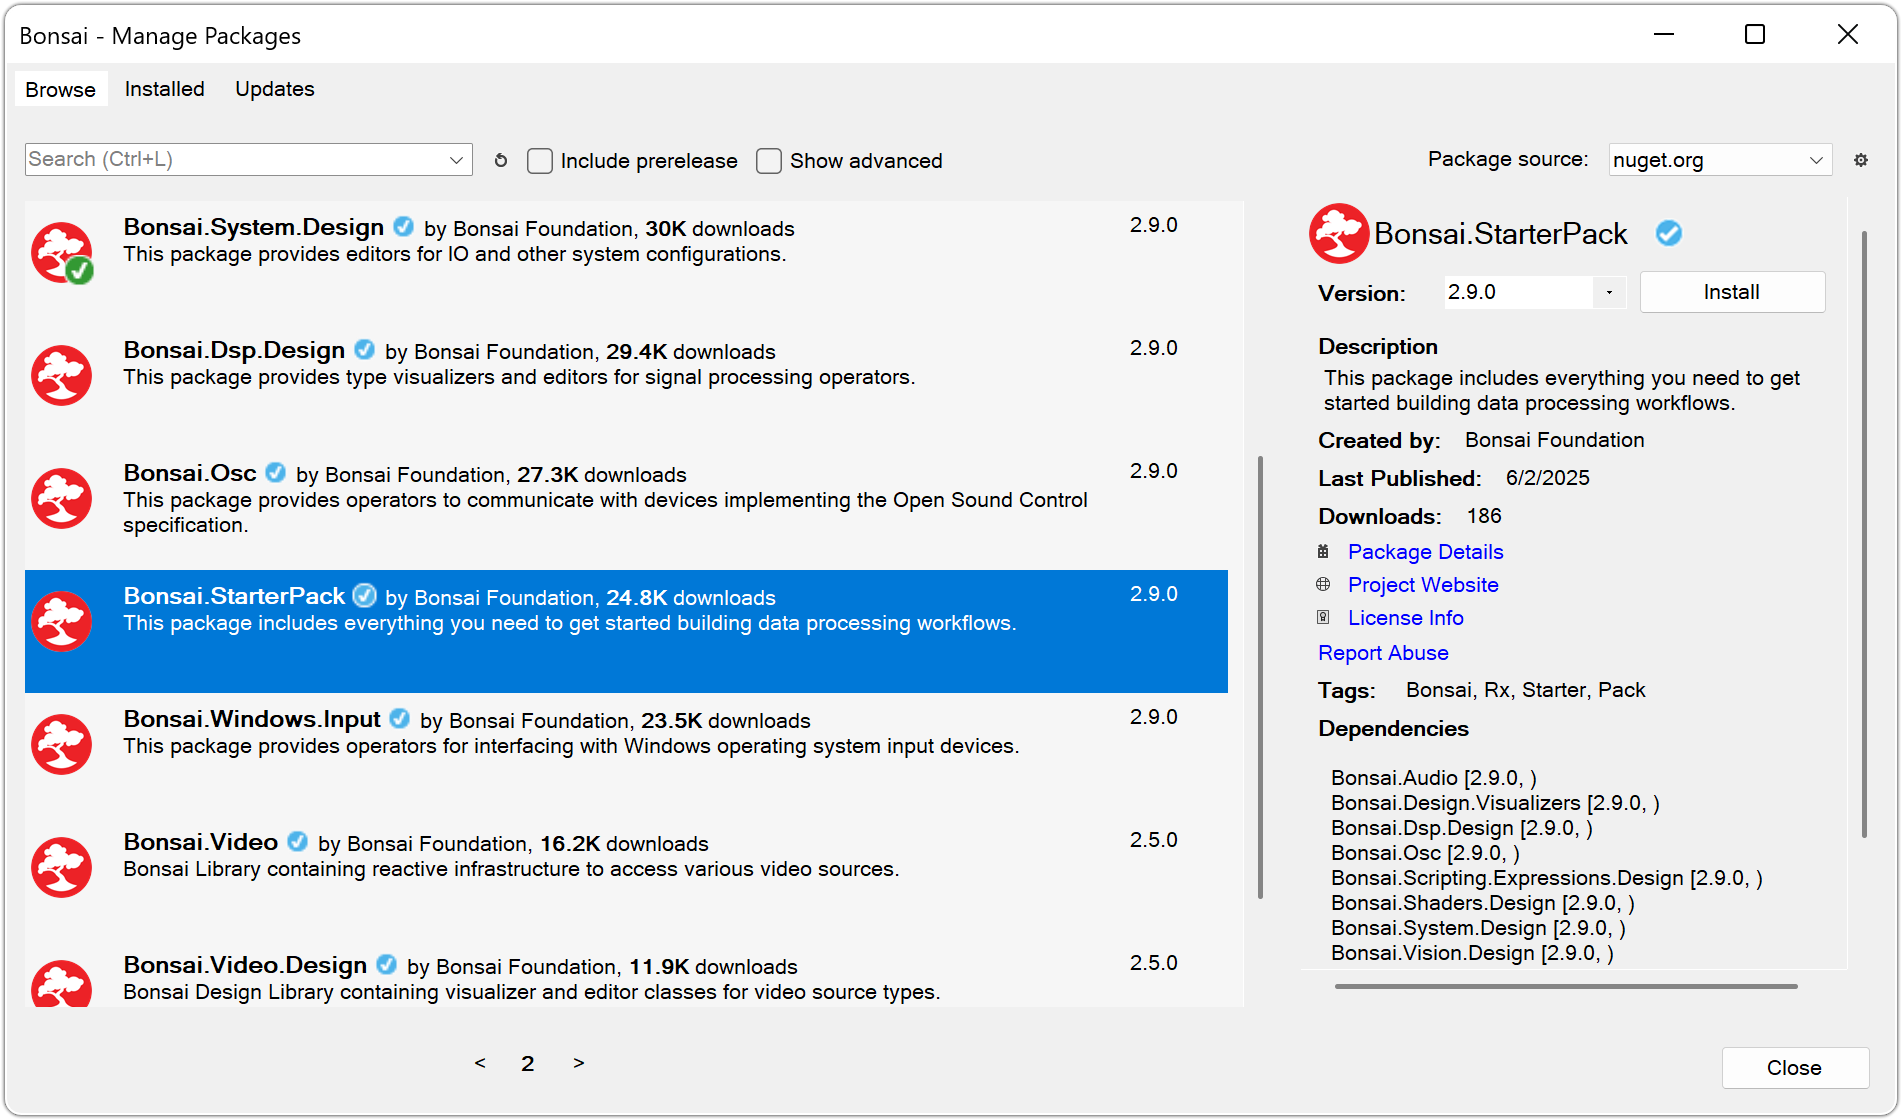 Bonsai - Manage Packages
Browse Installed Updates
Search (Ctrl+L) Include prerelease Show advanced Package source: nuget.org
Bonsai.System.Design by Bonsai Foundation, 30K downloads 2.9.0
This package provides editors for IO and other system configurations.
Bonsai.Dsp.Design by Bonsai Foundation, 29.4K downloads 2.9.0
This package provides type visualizers and editors for signal processing operators.
Bonsai.Osc by Bonsai Foundation, 27.3K downloads 2.9.0
This package provides operators to communicate with devices implementing the Open Sound Control
specification.
Bonsai.StarterPack by Bonsai Foundation, 24.8K downloads 2.9.0
This package includes everything you need to get started building data processing workflows.
Bonsai.Windows.Input by Bonsai Foundation, 23.5K downloads 2.9.0
This package provides operators for interfacing with Windows operating system input devices.
Bonsai.Video by Bonsai Foundation, 16.2K downloads 2.5.0
Bonsai Library containing reactive infrastructure to access various video sources.
Bonsai.Video.Design by Bonsai Foundation, 11.9K downloads 2.5.0
Bonsai Design Library containing visualizer and editor classes for video source types.
< 2 >
Bonsai.StarterPack
Version: 2.9.0 Install
Description
This package includes everything you need to get
started building data processing workflows.
Created by: Bonsai Foundation
Last Published: 6/2/2025
Downloads: 186
Package Details
Project Website
License Info
Report Abuse
Tags: Bonsai, Rx, Starter, Pack
Dependencies
Bonsai.Audio [2.9.0, )
Bonsai.Design.Visualizers [2.9.0, )
Bonsai.Dsp.Design [2.9.0, )
Bonsai.Osc [2.9.0, )
Bonsai.Scripting.Expressions.Design [2.9.0, )
Bonsai.Shaders.Design [2.9.0, )
Bonsai.System.Design [2.9.0, )
Bonsai.Vision.Design [2.9.0, )
Close